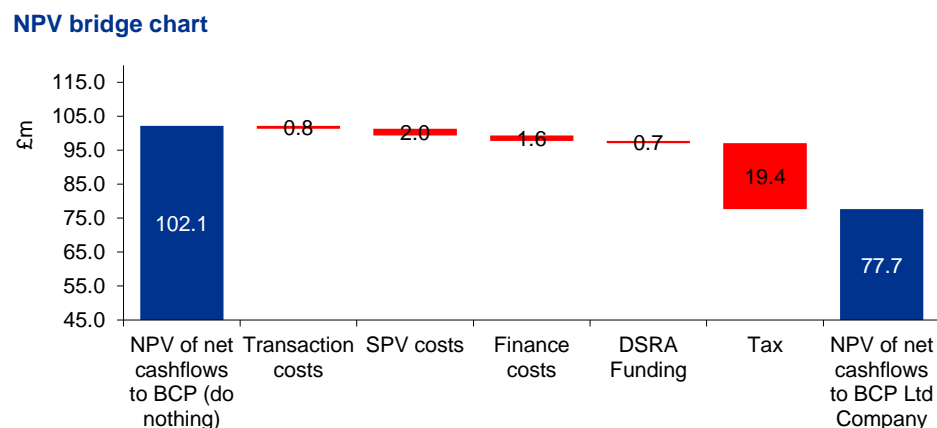 NPV bridge chart
£m
115.0
105.0
95.0
85.0
75.0
65.0
55.0
45.0
102.1
0.8
2.0
1.6
0.7
19.4
77.7
NPV of net
cashflows
to BCP (do
nothing)
Transaction
costs
SPV costs
Finance
costs
DSRA
Funding
Tax
NPV of net
cashflows
to BCP Ltd
Company